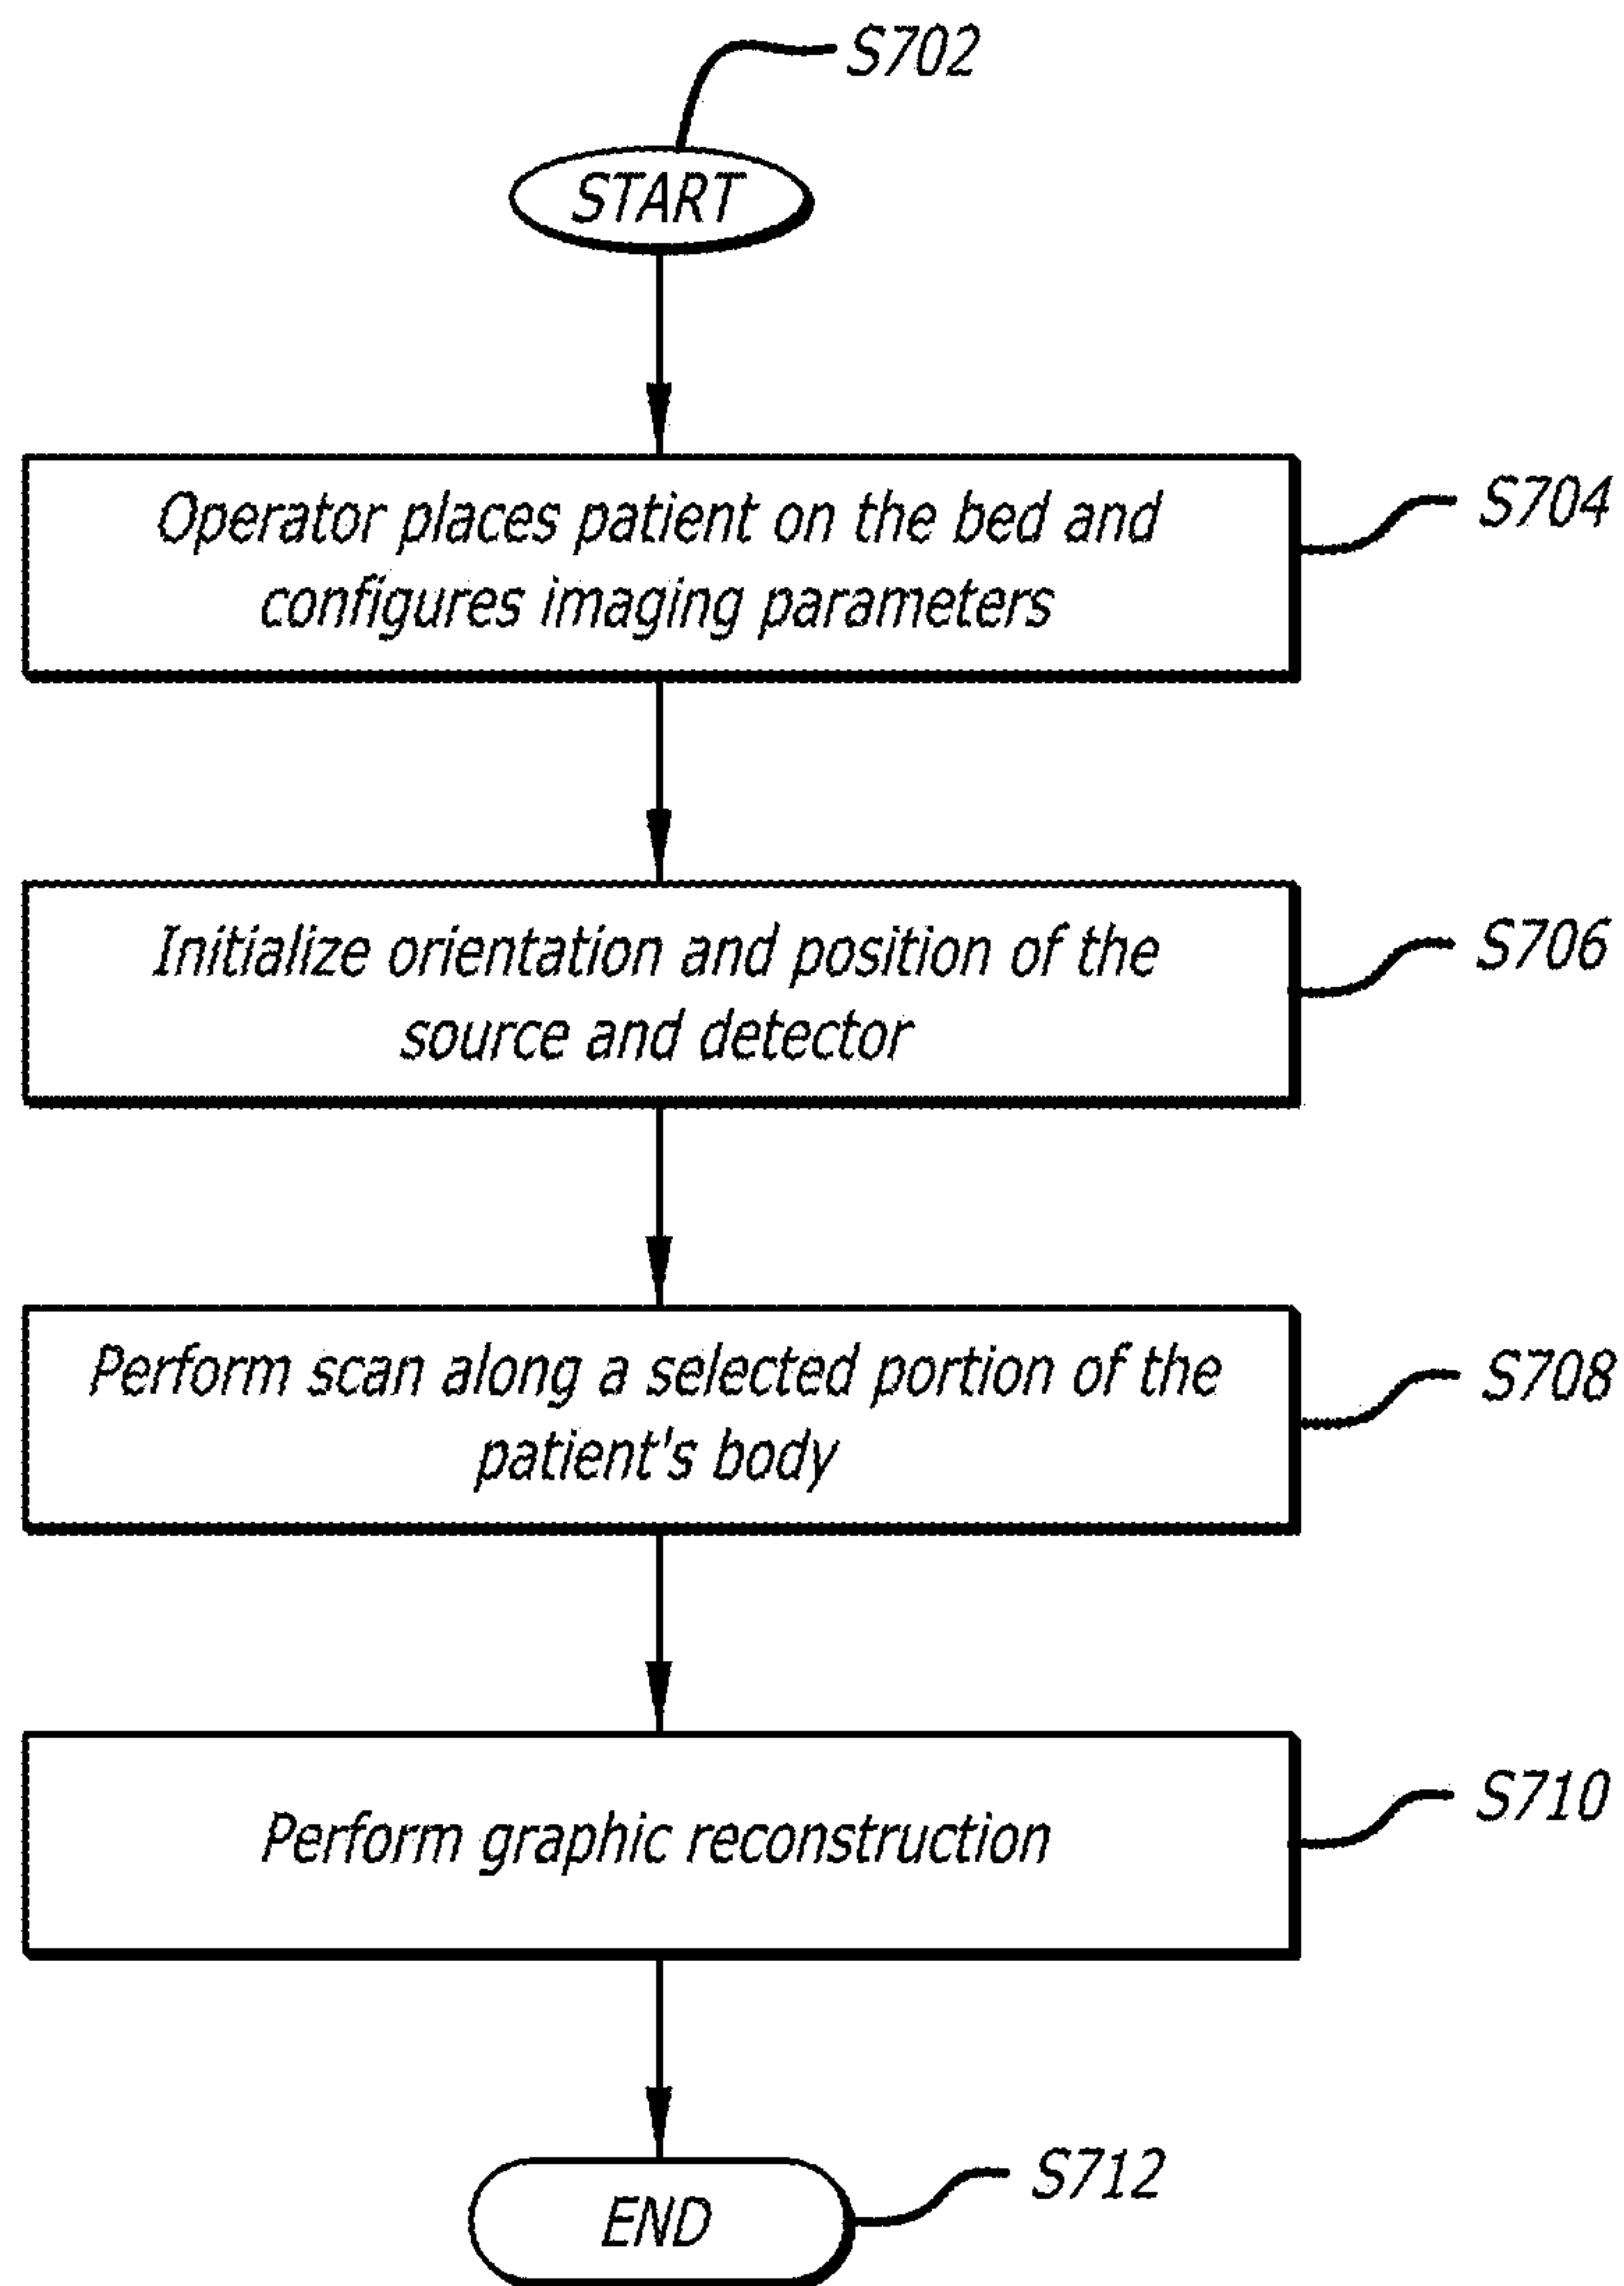 S702
START
Operator places patient on the bed and
configures imaging parameters
S704
Initialize orientation and position of the
source and detector
S706
Perform scan along a selected portion of the
patient's body
S708
Perform graphic reconstruction
S710
END
S712